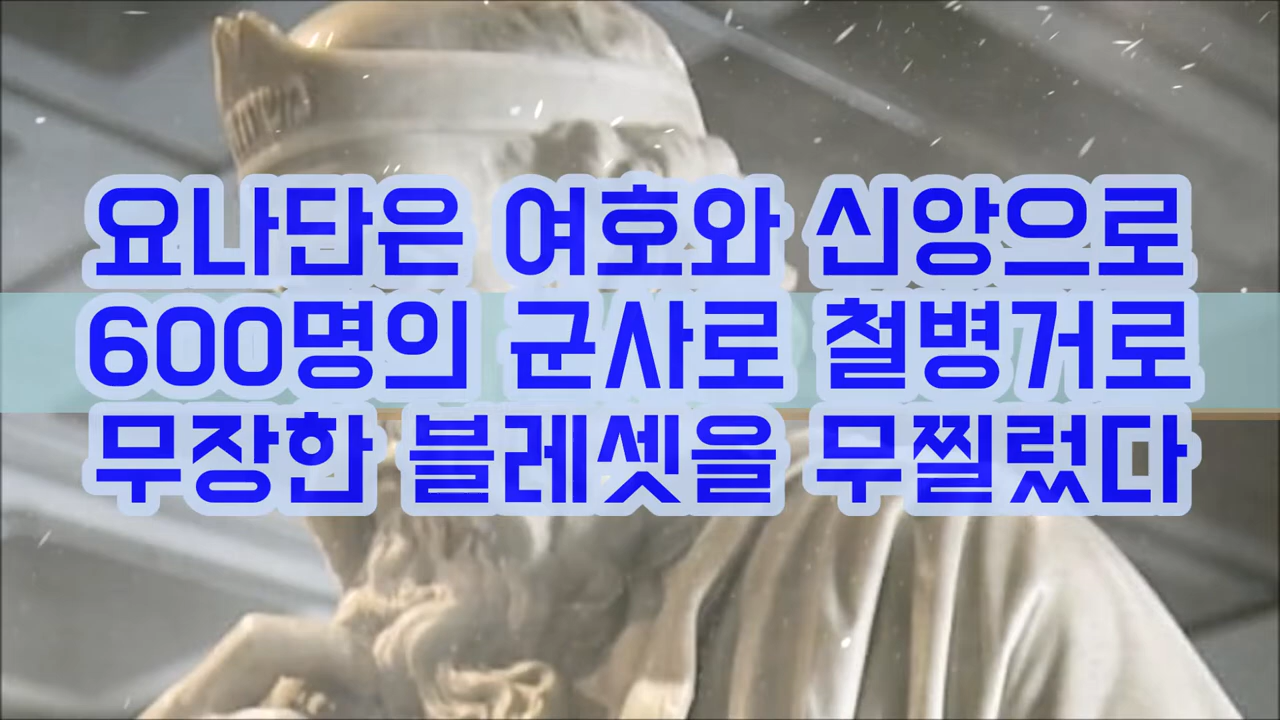 요나단은 여호와 신앙으로
600명의 군사로 철병거로
무장한 블레셋을 무찔렀다